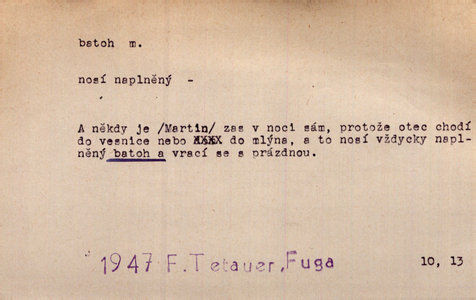 batoh m.
nosí naplněný -
A někdy je /Martin/ zas v noci sám, protože otec chodí
do vesnice nebo XXXX do mlýna, a to nosí vždycky napl-
něný batoh a vrací se s prázdnou.
1947 F. Tetauer, Fuga
10, 13